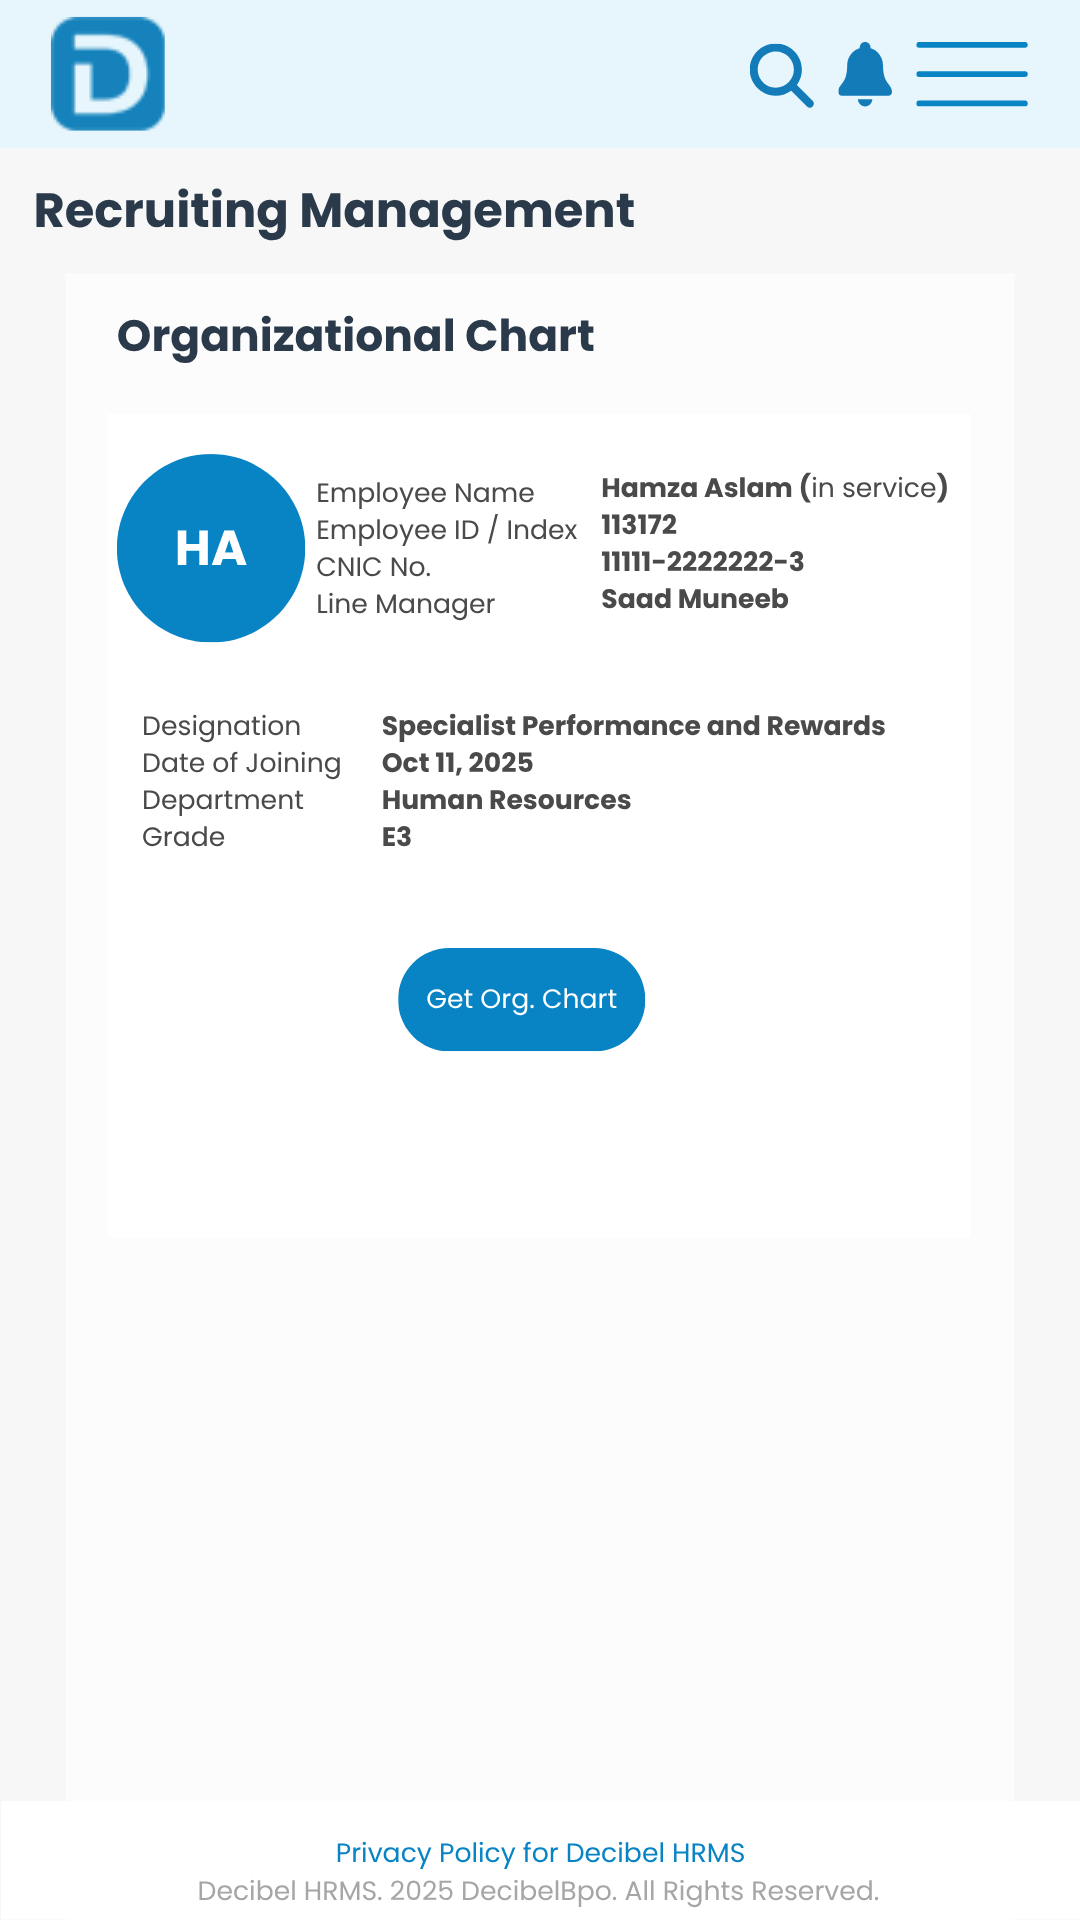 D
Recruiting Management
Organizational Chart
HA
Employee Name Hamza Aslam (in service)
Employee ID / Index 113172
CNIC No. 11111-2222222-3
Line Manager Saad Muneeb
Designation Specialist Performance and Rewards
Date of Joining Oct 11, 2025
Department Human Resources
Grade E3
Get Org. Chart
Privacy Policy for Decibel HRMS
Decibel HRMS. 2025 DecibelBpo. All Rights Reserved.